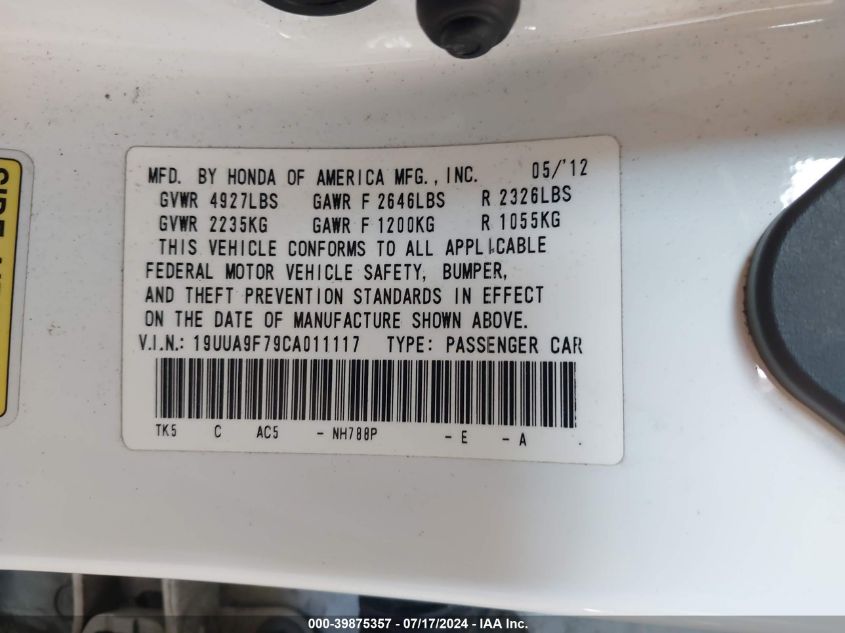 MFD. BY HONDA OF AMERICA MFG., INC. 05/'12
GVWR 4927LBS GAWR F 2646LBS R 2326LBS
GVWR 2235KG GAWR F 1200KG R 1055KG
THIS VEHICLE CONFORMS TO ALL APPLICABLE
FEDERAL MOTOR VEHICLE SAFETY, BUMPER,
AND THEFT PREVENTION STANDARDS IN EFFECT
ON THE DATE OF MANUFACTURE SHOWN ABOVE.
V.I.N.: 19UUA9F79CA011117 TYPE: PASSENGER CAR
TK5 C AC5 - NH788P - E - A
SIDE
000-39875357 - 07/17/2024 - IAA Inc.